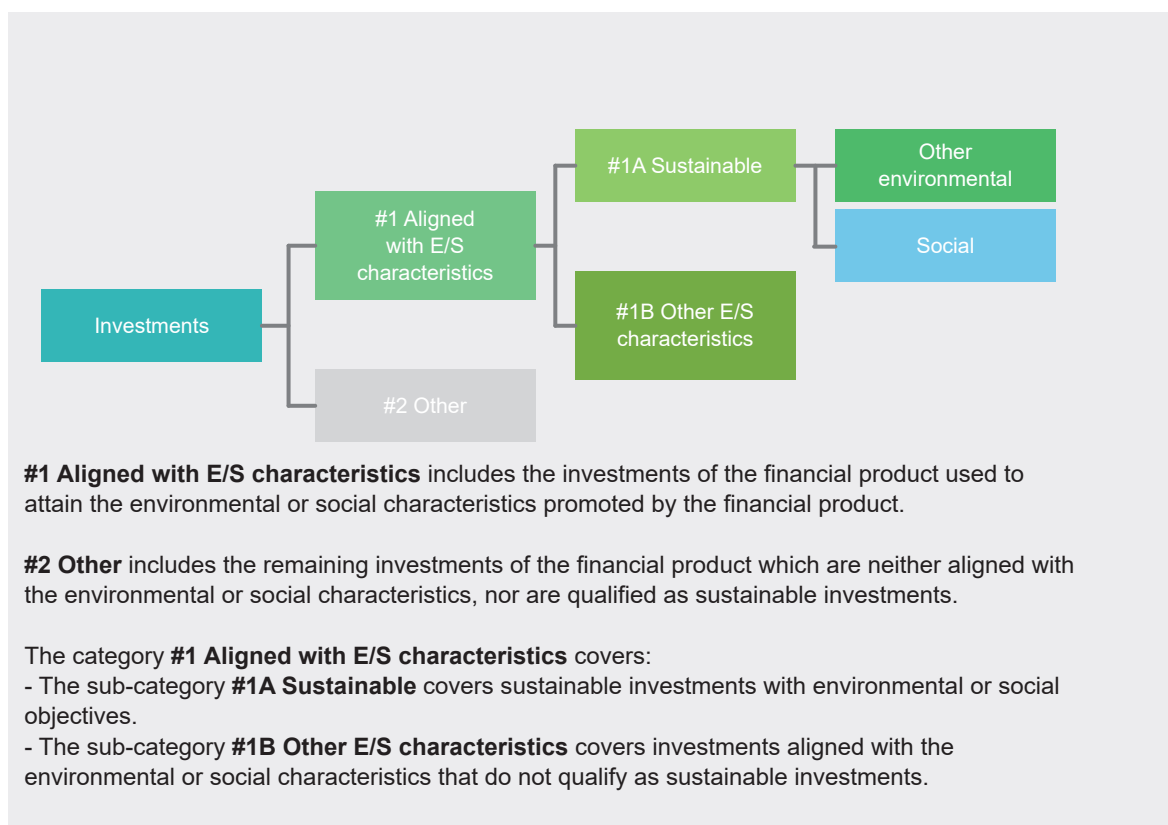 #1A Sustainable
Other
environmental
#1 Aligned
with E/S
characteristics
Social
Investments
#1B Other E/S
characteristics
#2 Other
#1 Aligned with E/S characteristics includes the investments of the financial product used to
attain the environmental or social characteristics promoted by the financial product.
#2 Other includes the remaining investments of the financial product which are neither aligned with
the environmental or social characteristics, nor are qualified as sustainable investments.
The category #1 Aligned with E/S characteristics covers:
- The sub-category #1A Sustainable covers sustainable investments with environmental or social
objectives.
- The sub-category #1B Other E/S characteristics covers investments aligned with the
environmental or social characteristics that do not qualify as sustainable investments.